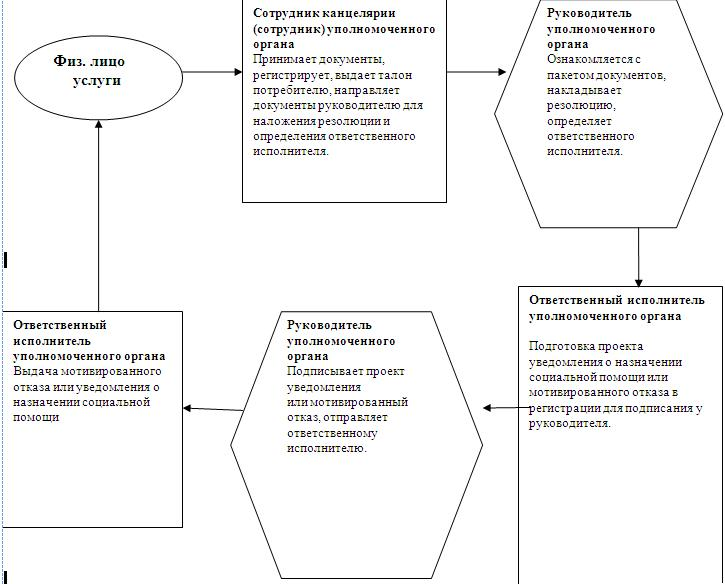 Физ. лицо
услуги
Сотрудник канцелярии
(сотрудник) уполномоченного
органа
Принимает документы,
регистрирует, выдает талон
потребителю, направляет
документы руководителю для
наложения резолюции и
определения ответственного
исполнителя.
Руководитель
уполномоченного
органа
Ознакомляется с
пакетом документов,
накладывает
резолюцию,
определяет
ответственного
исполнителя.
Ответственный исполнитель
уполномоченного органа
Подготовка проекта
уведомления о назначении
социальной помощи или
мотивированного отказа в
регистрации для подписания у
руководителя.
Руководитель
уполномоченного
органа
Подписывает проект
уведомления
или мотивированный
отказ, отправляет
ответственному
исполнителю.
Ответственный
исполнитель
уполномоченного органа
Выдача мотивированного
отказа или уведомления о
назначении социальной
помощи